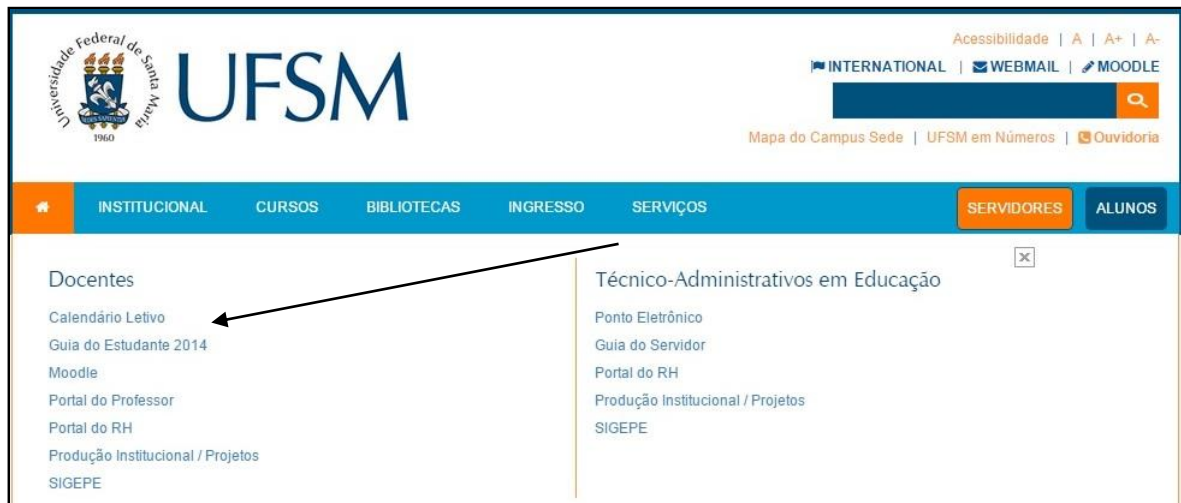 Universidade Federal de Santa Maria
SEDES SAPIENTIAE
1960
UFSM
Acessibilidade | A | A+ | A-
INTERNATIONAL | WEBMAIL | MOODLE
Mapa do Campus Sede | UFSM em Números | Ouvidoria
INSTITUCIONAL CURSOS BIBLIOTECAS INGRESSO SERVIÇOS SERVIDORES ALUNOS
Docentes
Calendário Letivo
Guia do Estudante 2014
Moodle
Portal do Professor
Portal do RH
Produção Institucional / Projetos
SIGEPE
Técnico-Administrativos em Educação
Ponto Eletrônico
Guia do Servidor
Portal do RH
Produção Institucional / Projetos
SIGEPE